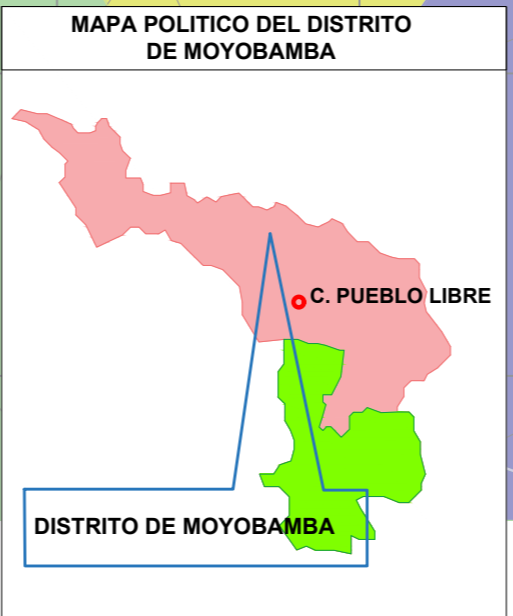 MAPA POLITICO DEL DISTRITO
DE MOYOBAMBA
C. PUEBLO LIBRE
DISTRITO DE MOYOBAMBA